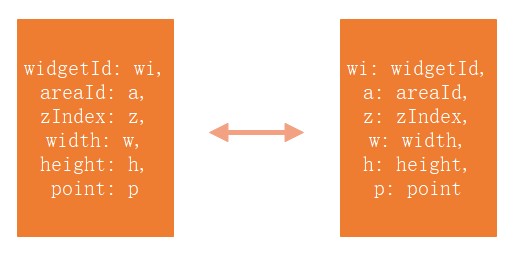 widgetId: wi,
areaId: a,
zIndex: z,
width: w,
height: h,
point: p
wi: widgetId,
a: areaId,
z: zIndex,
w: width,
h: height,
p: point